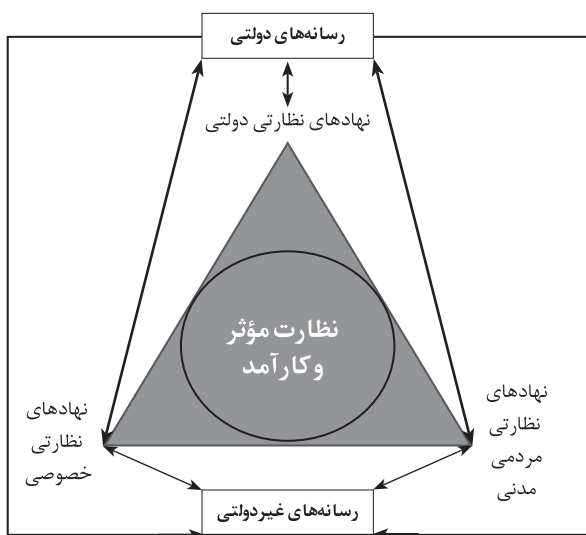 رسانه‌های دولتی
نهادهای نظارتی دولتی
نظارت مؤثر
و کارآمد
نهادهای
نظارتی
مردمی
مدنی
نهادهای
نظارتی
خصوصی
رسانه‌های غیردولتی